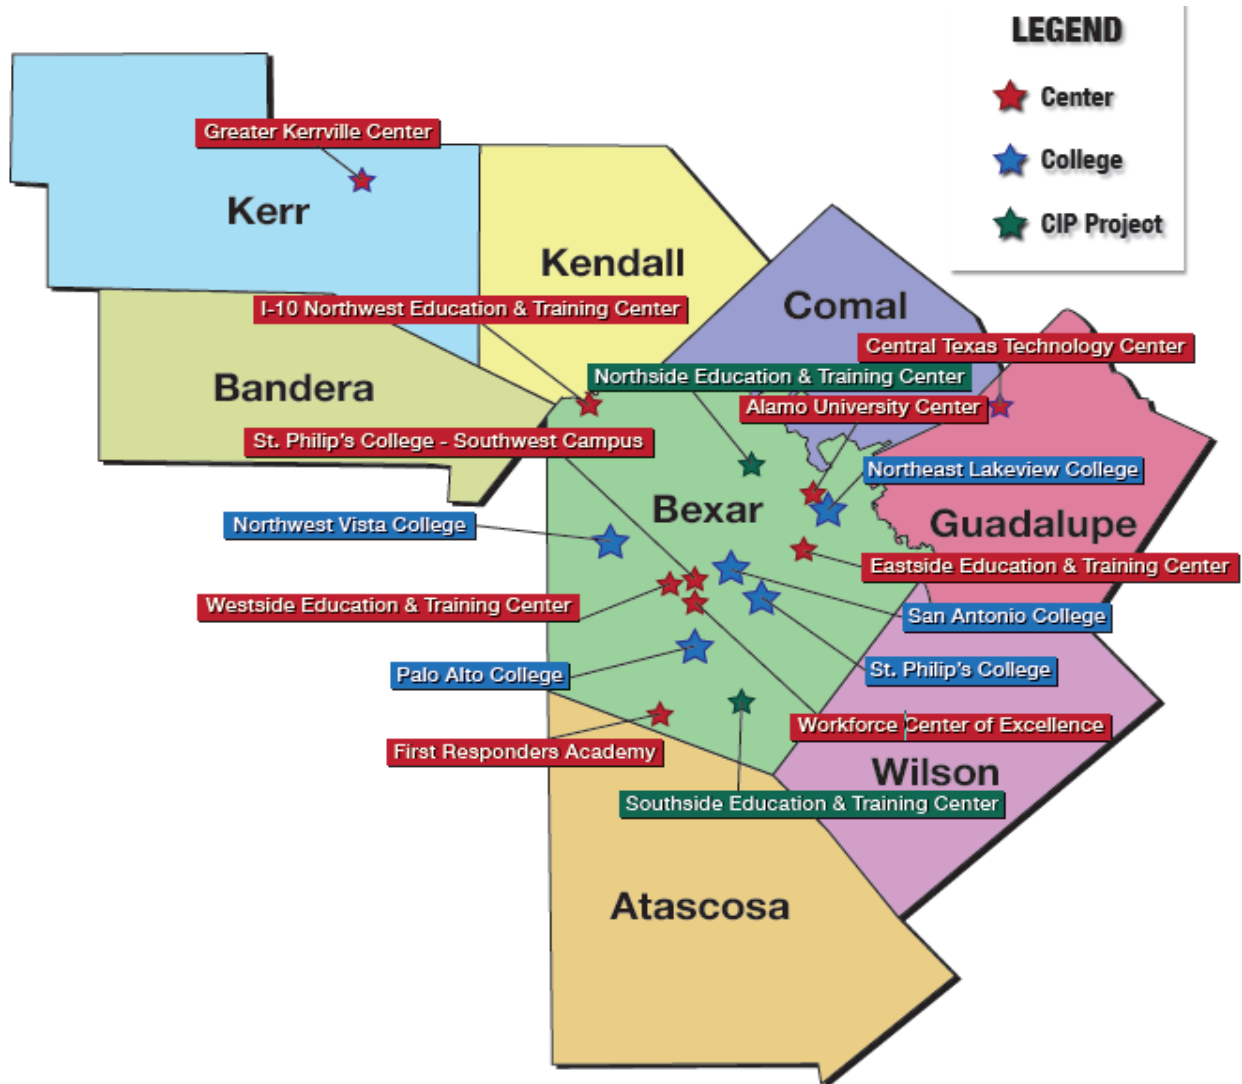 LEGEND
Center
College
CIP Project
Greater Kerrville Center
Kerr
Kendall
I-10 Northwest Education & Training Center
Comal
Central Texas Technology Center
Northside Education & Training Center
Bandera
Alamo University Center
St. Philip's College - Southwest Campus
Northeast Lakeview College
Bexar
Northwest Vista College
Guadalupe
Eastside Education & Training Center
Westside Education & Training Center
San Antonio College
Palo Alto College
St. Philip's College
Workforce Center of Excellence
First Responders Academy
Wilson
Southside Education & Training Center
Atascosa